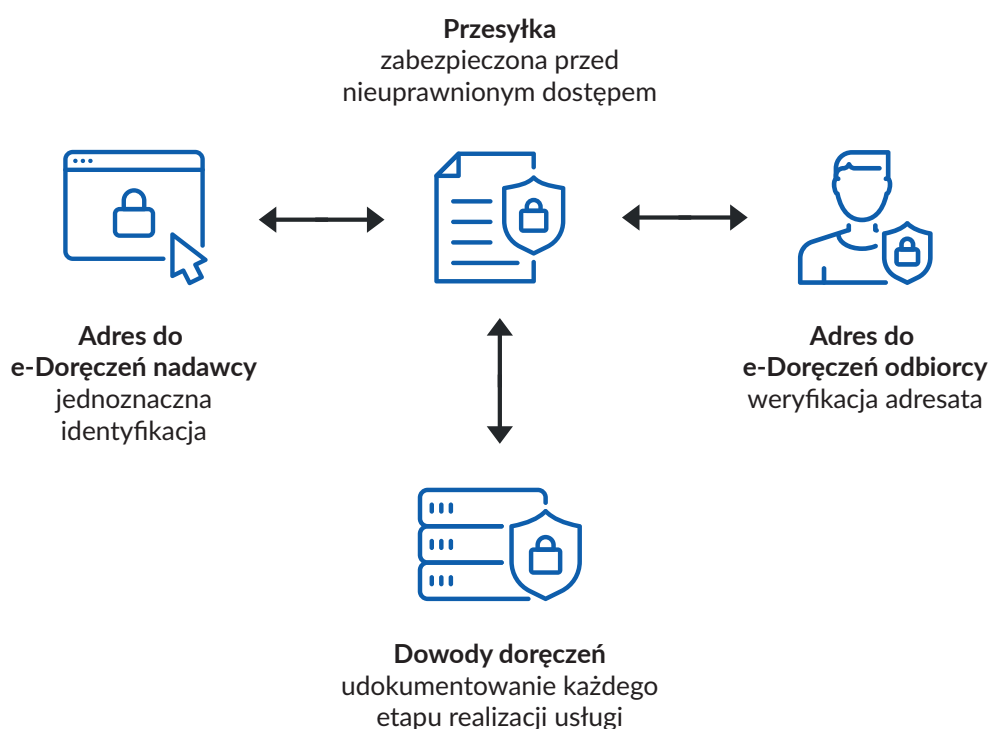 Przesyłka
zabezpieczona przed
nieuprawnionym dostępem
Adres do
e-Doręczeń nadawcy
jednoznaczna
identyfikacja
Adres do
e-Doręczeń odbiorcy
weryfikacja adresata
Dowody doręczeń
udokumentowanie każdego
etapu realizacji usługi